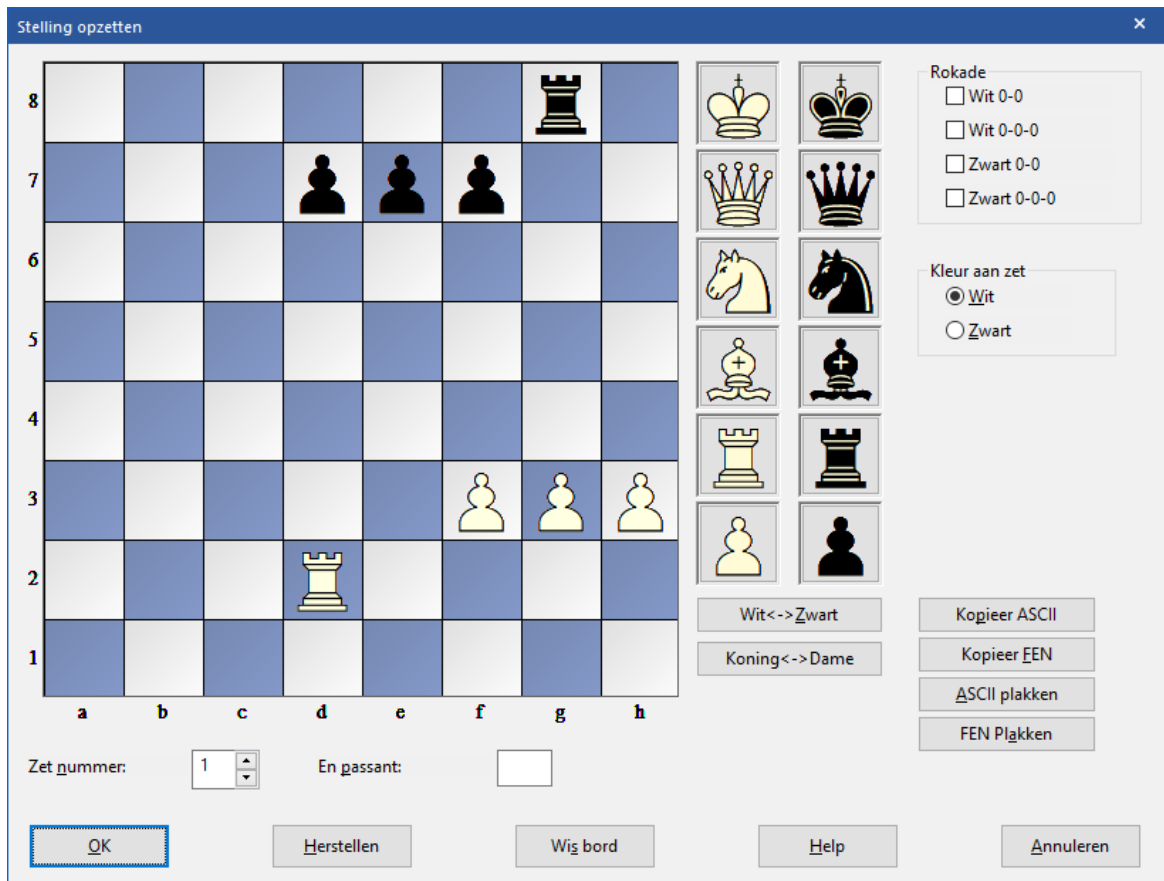 Stelling opzetten
8
7
6
5
4
3
2
1
a b c d e f g h
Rokade
Wit 0-0
Wit 0-0-0
Zwart 0-0
Zwart 0-0-0
Kleur aan zet
Wit
Zwart
Wit<->Zwart
Koning<->Dame
Kopieer ASCII
Kopieer FEN
ASCII plakken
FEN Plakken
Zet nummer: 1 En passant:
OK Herstellen Wis bord Help Annuleren